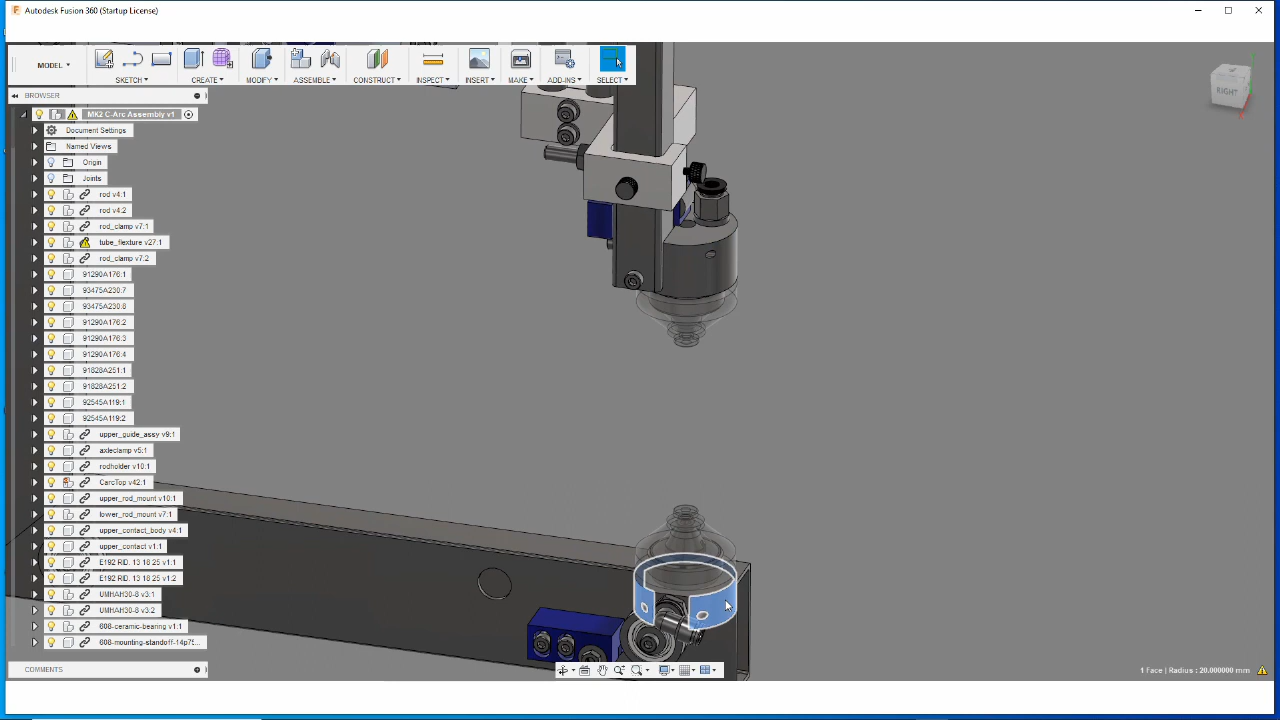 Autodesk Fusion 360 (Startup License)
MODEL
SKETCH
CREATE
MODIFY
ASSEMBLE
CONSTRUCT
INSPECT
INSERT
MAKE
ADD-INS
SELECT
BROWSER
MK2 C-Arc Assembly v1
Document Settings
Named Views
Origin
Joints
rod v4:1
rod v4:2
rod_clamp v7:1
tube_flexture v27:1
rod_clamp v7:2
91290A176:1
93475A230:7
93475A230:8
91290A176:2
91290A176:3
91290A176:4
91828A251:1
91828A251:2
92545A119:1
92545A119:2
upper_guide_assy v9:1
axleclamp v5:1
rodholder v10:1
CarcTop v42:1
upper_rod_mount v10:1
lower_rod_mount v7:1
upper_contact_body v4:1
upper_contact v1:1
E192 RID. 13 18 25 v1:1
E192 RID. 13 18 25 v1:2
UMHAH30-8 v3:1
UMHAH30-8 v3:2
608-ceramic-bearing v1:1
608-mounting-standoff-14p75...
COMMENTS
RIGHT
1 Face | Radius : 20.000000 mm